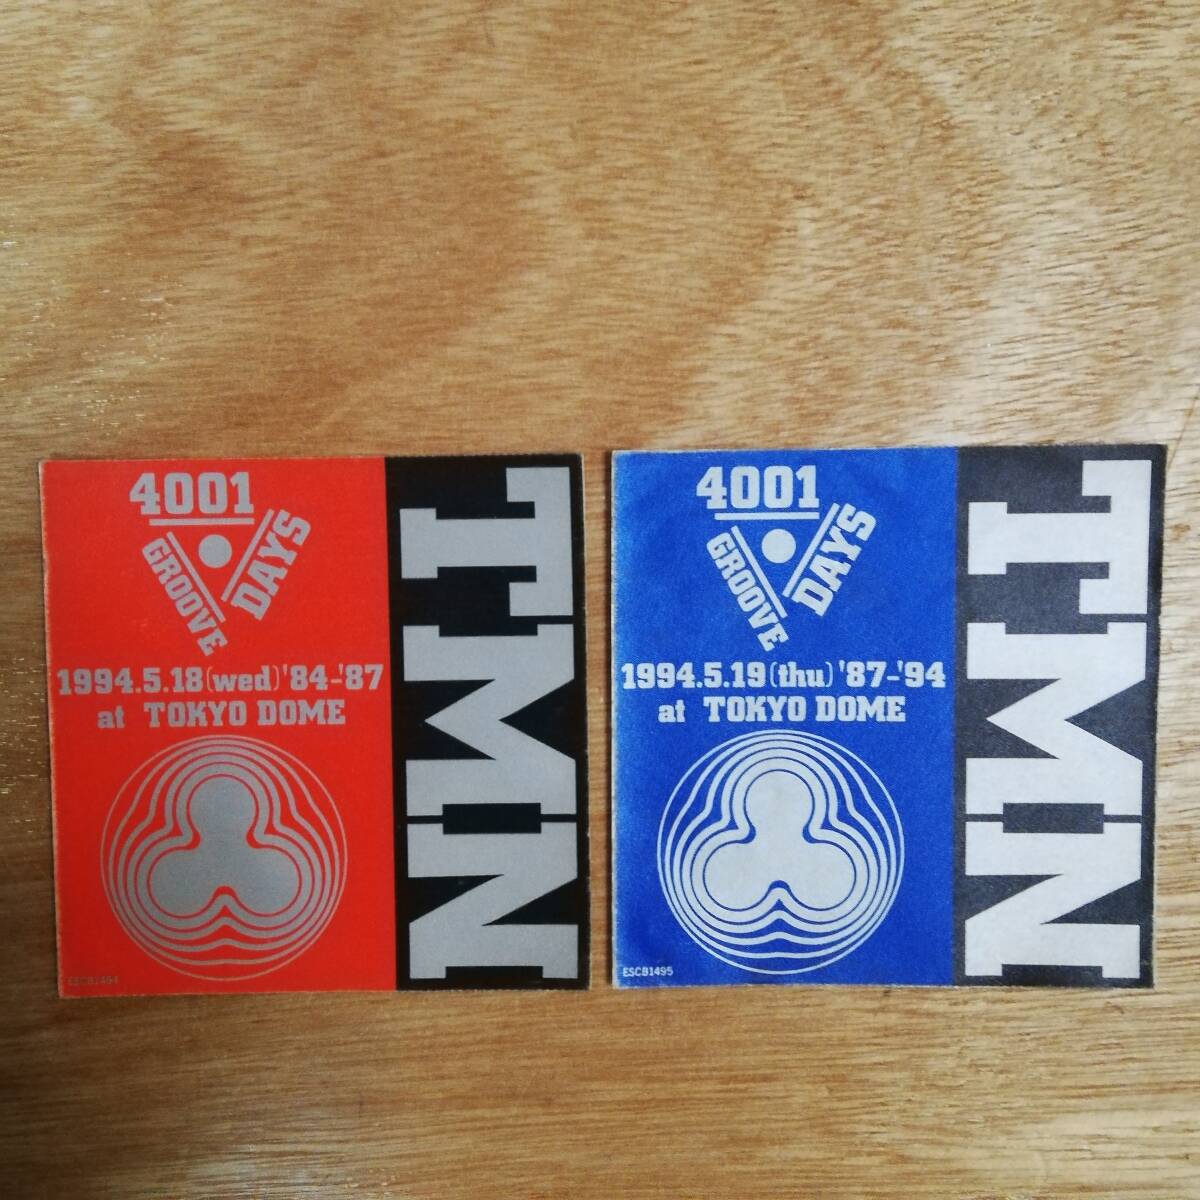 4001
DAYS
GROOVE
1994.5.18(wed)'84-'87
at TOKYO DOME
ESCB1494
TMN
4001
DAYS
GROOVE
1994.5.19(thu)'87-'94
at TOKYO DOME
ESCB1495
TMN